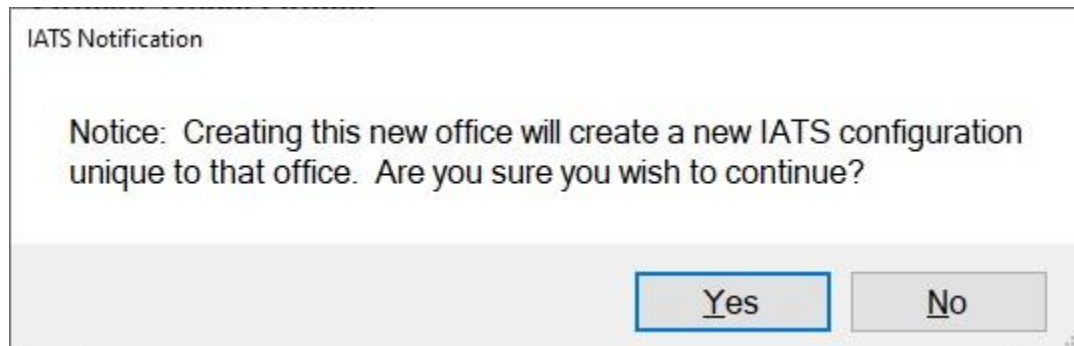 IATS Notification
Notice:  Creating this new office will create a new IATS configuration
unique to that office.  Are you sure you wish to continue?
Yes
No